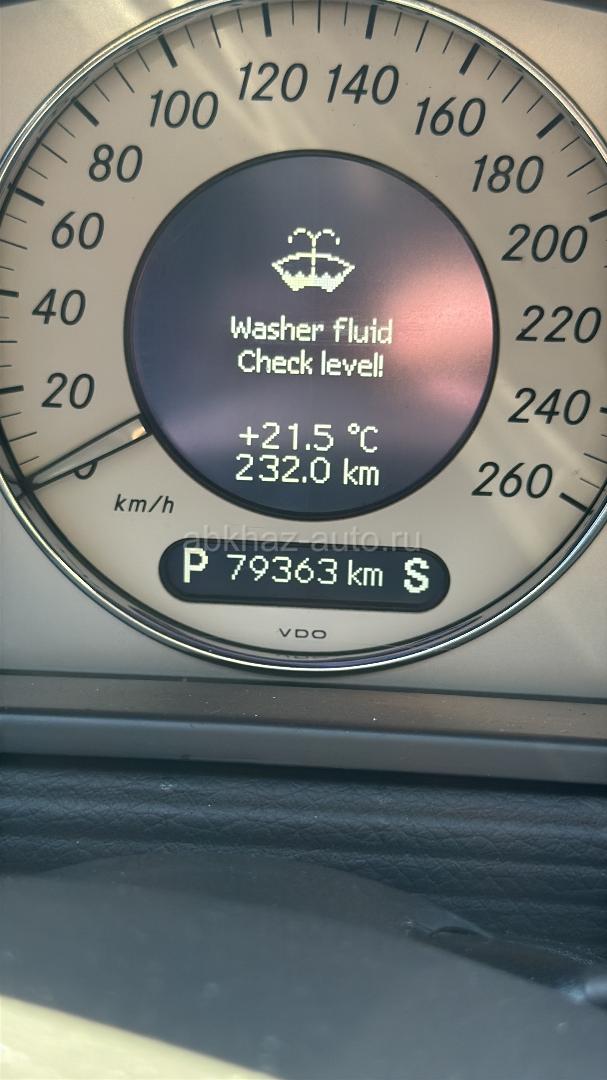 120 140
100 160
80 180
60 200
40 220
20 240
0 260
km/h
Washer fluid
Check level!
+21.5 °C
232.0 km
abkhaz-auto.ru
P 79363 km S
VDO